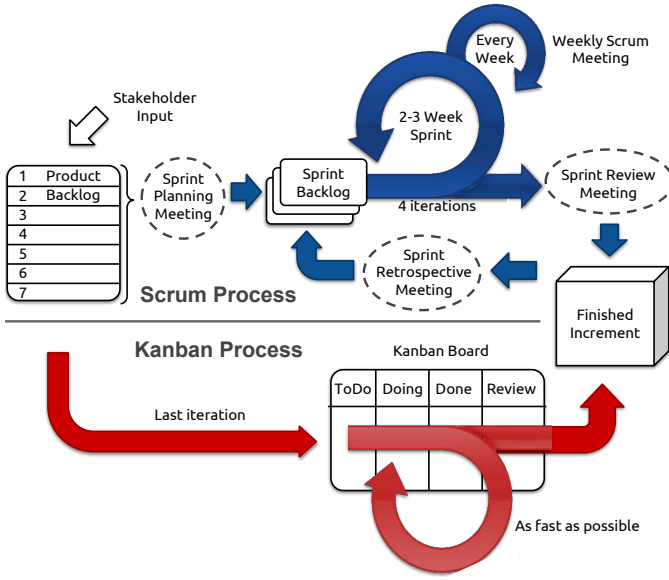 Every
Week
Weekly Scrum
Meeting
Stakeholder
Input
2-3 Week
Sprint
1 Product
2 Backlog
3
4
5
6
7
Sprint
Planning
Meeting
Sprint
Backlog
4 iterations
Sprint Review
Meeting
Sprint
Retrospective
Meeting
Finished
Increment
Scrum Process
Kanban Process
Kanban Board
ToDo Doing Done Review
Last iteration
As fast as possible